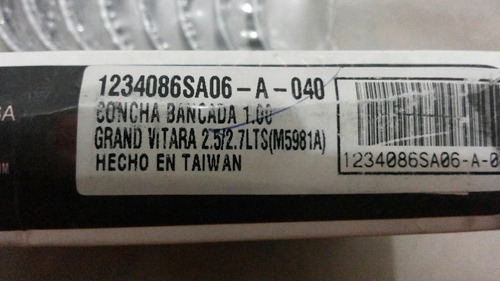 1234086SA06-A-040
CONCHA BANCADA 1.00
GRAND VITARA 2.5/2.7LTS(M5981A)
HECHO EN TAIWAN
1234086SA06-A-0